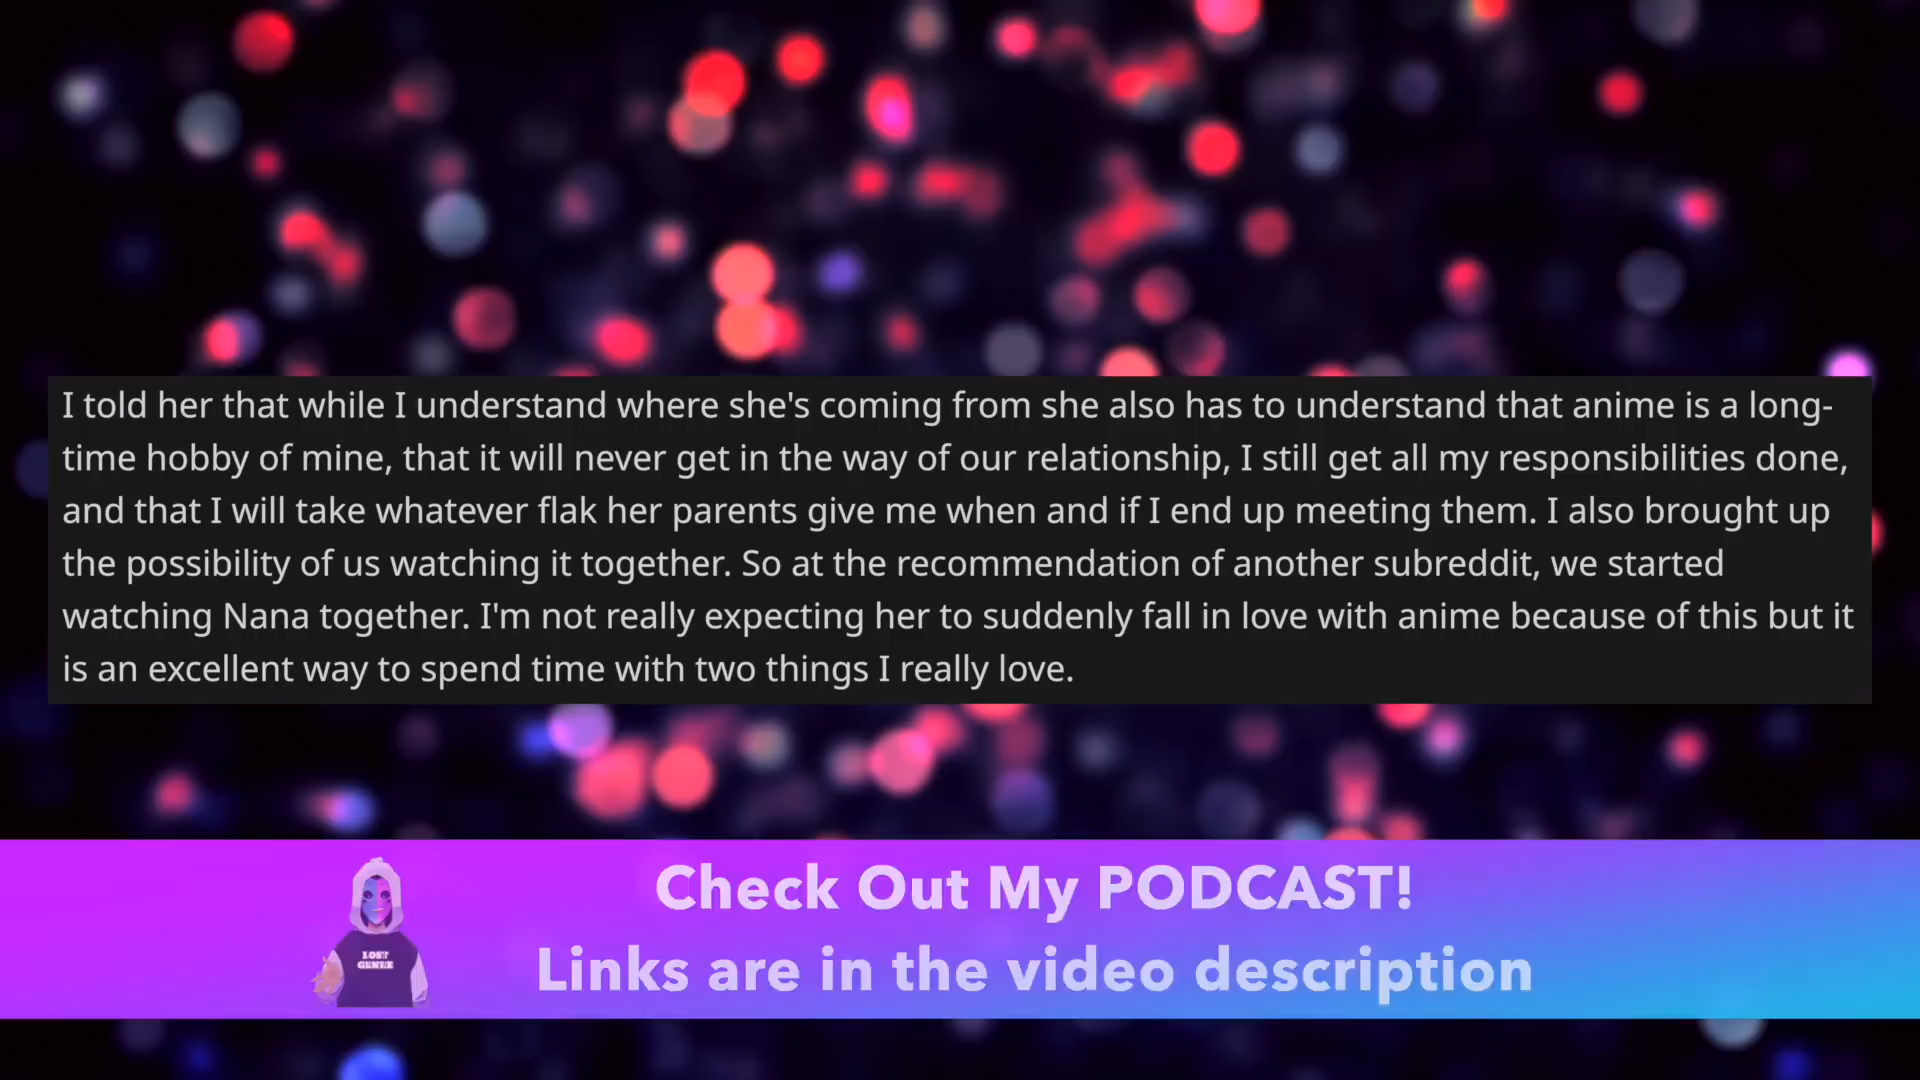 I told her that while I understand where she's coming from she also has to understand that anime is a long-
time hobby of mine, that it will never get in the way of our relationship, I still get all my responsibilities done,
and that I will take whatever flak her parents give me when and if I end up meeting them. I also brought up
the possibility of us watching it together. So at the recommendation of another subreddit, we started
watching Nana together. I'm not really expecting her to suddenly fall in love with anime because of this but it
is an excellent way to spend time with two things I really love.
Check Out My PODCAST!
Links are in the video description
LOST
GENRE